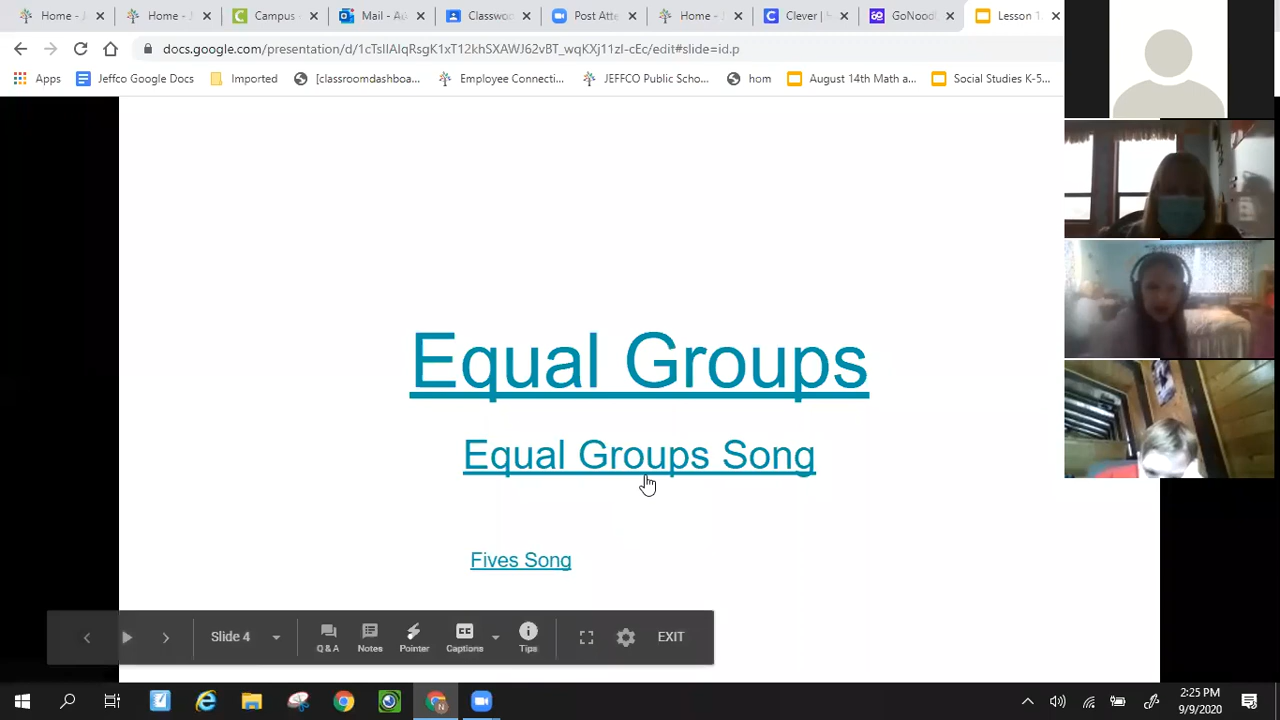 Home - J
Home -
Campus -
Mail - Au
Classwo
Post Atte
Home - I
Clever | H
GoNoodl
Lesson 1.
docs.google.com/presentation/d/1cTsllAIqRsgK1xT12khSXAWJ62vBT_wqKXj11zI-cEc/edit#slide=id.p
Apps
Jeffco Google Docs
Imported
[classroomdashboa...
Employee Connecti...
JEFFCO Public Scho...
hom
August 14th Math a...
Social Studies K-5...
Equal Groups
Equal Groups Song
Fives Song
Slide 4
Q & A
Notes
Pointer
Captions
Tips
EXIT
2:25 PM
9/9/2020